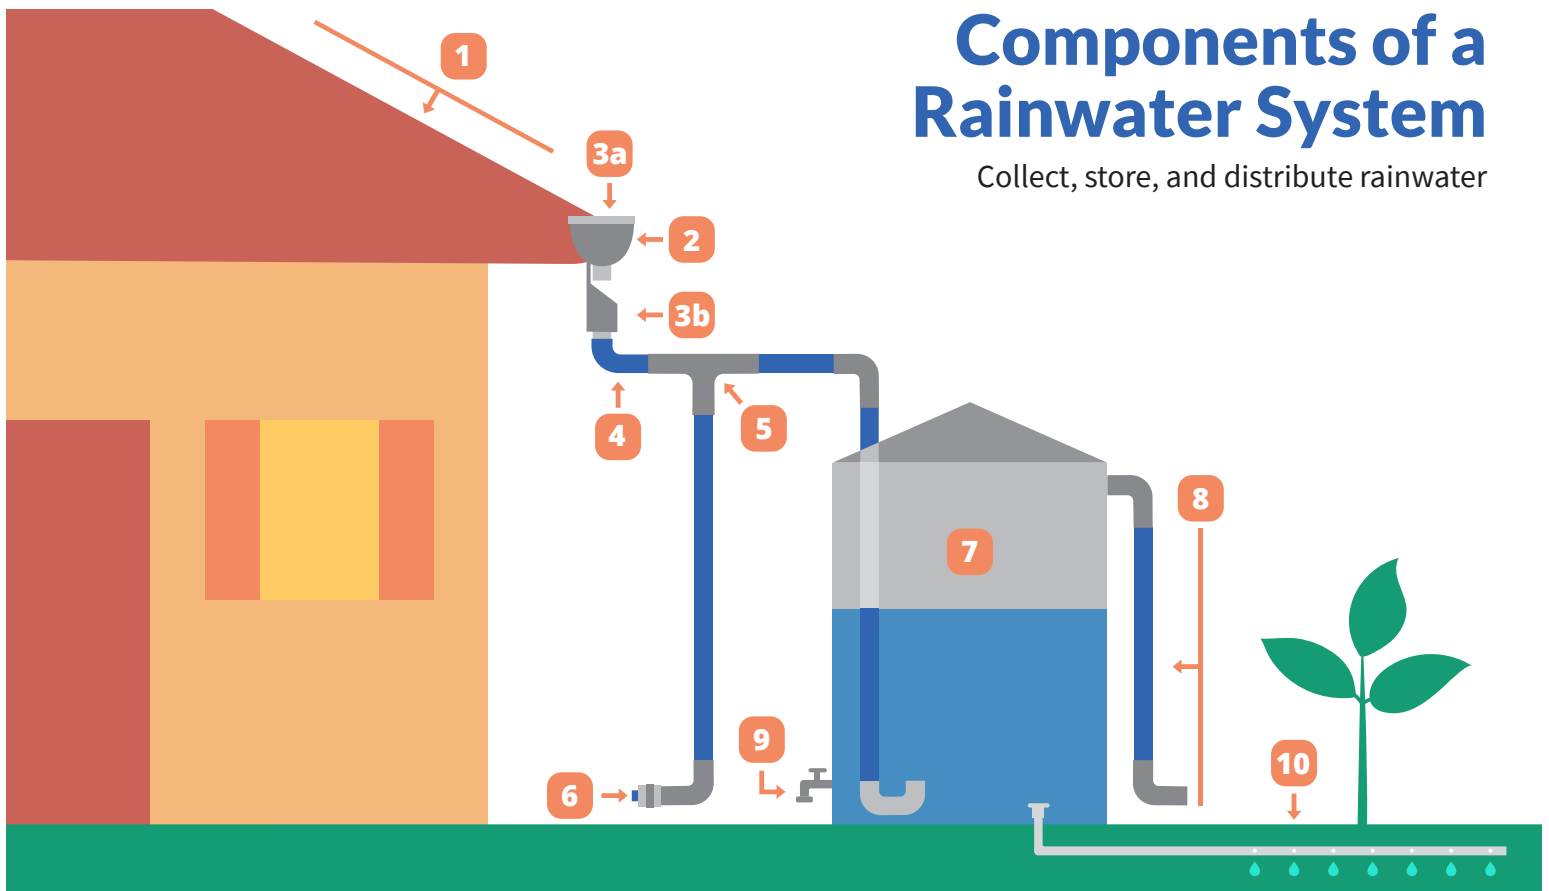 Components of a
Rainwater System
Collect, store, and distribute rainwater
1
3a
2
3b
4
5
7
8
9
6
10